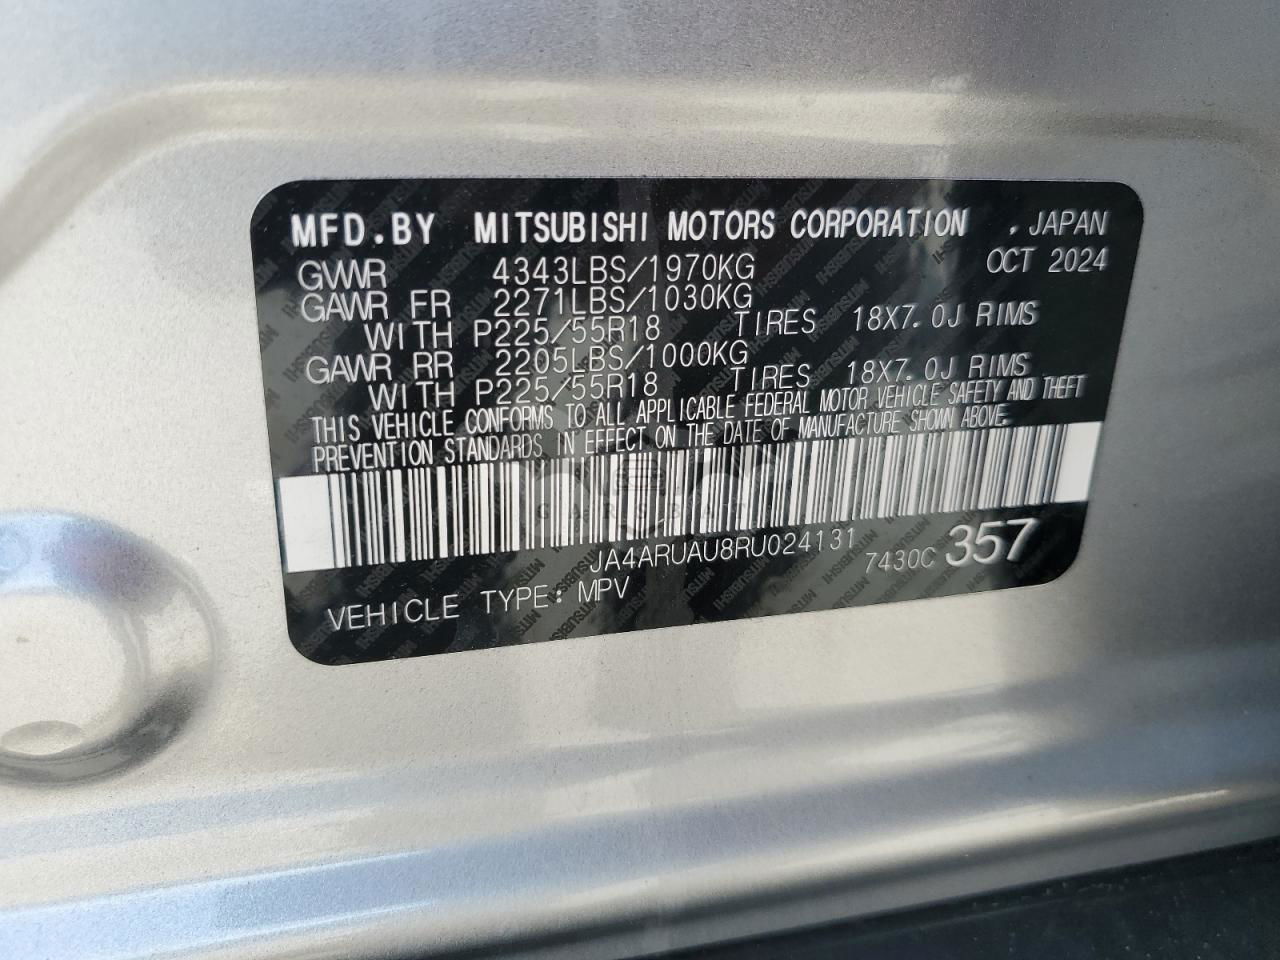 MFD.BY MITSUBISHI MOTORS CORPORATION , JAPAN
GVWR 4343LBS/1970KG OCT 2024
GAWR FR 2271LBS/1030KG
WITH P225/55R18 TIRES 18X7.0J RIMS
GAWR RR 2205LBS/1000KG
WITH P225/55R18 TIRES 18X7.0J RIMS
THIS VEHICLE CONFORMS TO ALL APPLICABLE FEDERAL MOTOR VEHICLE SAFETY AND THEFT
PREVENTION STANDARDS IN EFFECT ON THE DATE OF MANUFACTURE SHOWN ABOVE.
JA4ARUAU8RU024131 7430C 357
VEHICLE TYPE: MPV